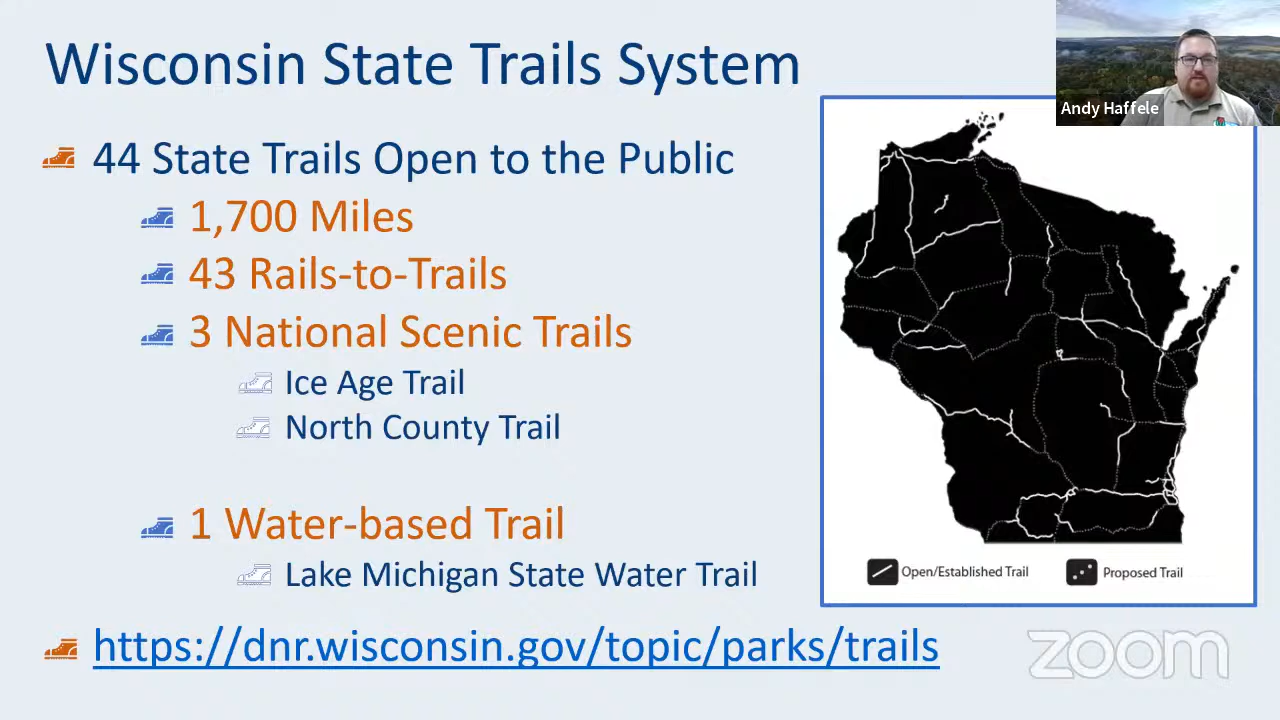 Wisconsin State Trails System
Andy Haffele
44 State Trails Open to the Public
1,700 Miles
43 Rails-to-Trails
3 National Scenic Trails
Ice Age Trail
North County Trail
1 Water-based Trail
Lake Michigan State Water Trail
https://dnr.wisconsin.gov/topic/parks/trails
Open/Established Trail
Proposed Trail
zoom